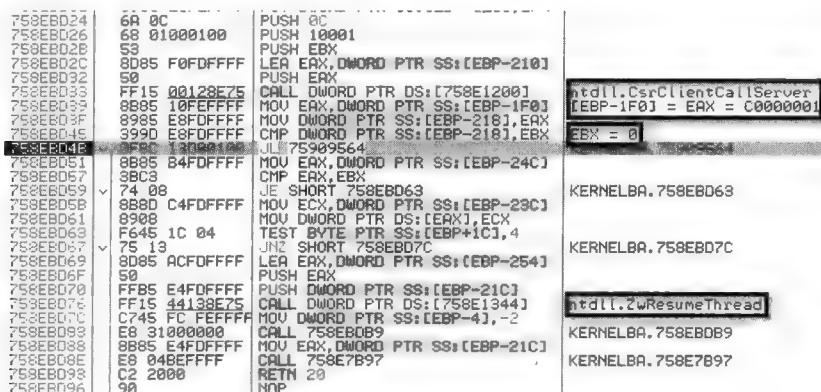 758EBD24 6A 0C PUSH 0C
758EBD26 68 01000100 PUSH 10001
758EBD2B 53 PUSH EBX
758EBD2C 8D85 F0FDFFFF LEA EAX,DWORD PTR SS:[EBP-210]
758EBD32 50 PUSH EAX
758EBD33 FF15 00128E75 CALL DWORD PTR DS:[758E1200] ntdll.CsrClientCallServer
758EBD39 8B85 10FEFFFF MOV EAX,DWORD PTR SS:[EBP-1F0] [EBP-1F0] = EAX = C0000001
758EBD3F 8985 E8FDFFFF MOV DWORD PTR SS:[EBP-218],EAX
758EBD45 399D E8FDFFFF CMP DWORD PTR SS:[EBP-218],EBX EBX = 0
758EBD4B JL 75909564
758EBD51 8B85 B4FDFFFF MOV EAX,DWORD PTR SS:[EBP-24C]
758EBD57 3BC3 CMP EAX,EBX
758EBD59 74 08 JE SHORT 758EBD63 KERNELBA.758EBD63
758EBD5B 8B8D C4FDFFFF MOV ECX,DWORD PTR SS:[EBP-23C]
758EBD61 8908 MOV DWORD PTR DS:[EAX],ECX
758EBD63 F645 1C 04 TEST BYTE PTR SS:[EBP+1C],4
758EBD67 75 13 JNZ SHORT 758EBD7C KERNELBA.758EBD7C
758EBD69 8D85 ACFDFFFF LEA EAX,DWORD PTR SS:[EBP-254]
758EBD6F 50 PUSH EAX
758EBD70 FFB5 E4FDFFFF PUSH DWORD PTR SS:[EBP-21C]
758EBD76 FF15 44138E75 CALL DWORD PTR DS:[758E1344] ntdll.ZwResumeThread
758EBD7C C745 FC FEFFFFF MOV DWORD PTR SS:[EBP-4],-2
758EBD83 E8 31000000 CALL 758EBDB9 KERNELBA.758EBDB9
758EBD88 8B85 E4FDFFFF MOV EAX,DWORD PTR SS:[EBP-21C]
758EBD8E E8 04BEFFFF CALL 758E7B97 KERNELBA.758E7B97
758EBD93 C2 2000 RETN 20
758EBD96 90 NOP